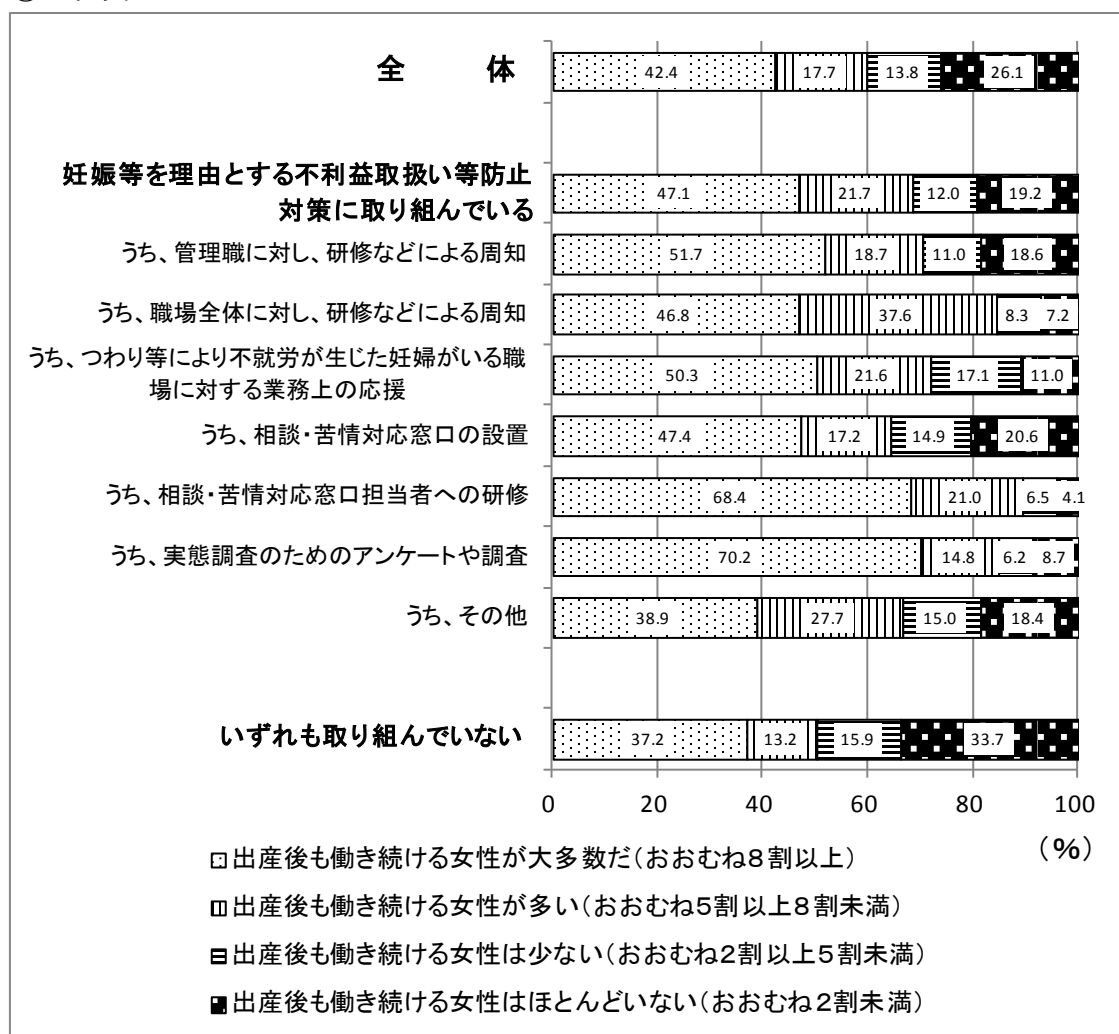 全 体
42.4 17.7 13.8 26.1
妊娠等を理由とする不利益取扱い等防止
対策に取り組んでいる
47.1 21.7 12.0 19.2
うち、管理職に対し、研修などによる周知
51.7 18.7 11.0 18.6
うち、職場全体に対し、研修などによる周知
46.8 37.6 8.3 7.2
うち、つわり等により不就労が生じた妊婦がいる職
場に対する業務上の応援
50.3 21.6 17.1 11.0
うち、相談・苦情対応窓口の設置
47.4 17.2 14.9 20.6
うち、相談・苦情対応窓口担当者への研修
68.4 21.0 6.5 4.1
うち、実態調査のためのアンケートや調査
70.2 14.8 6.2 8.7
うち、その他
38.9 27.7 15.0 18.4
いずれも取り組んでいない
37.2 13.2 15.9 33.7
0 20 40 60 80 100
(%)
出産後も働き続ける女性が大多数だ(おおむね8割以上)
出産後も働き続ける女性が多い(おおむね5割以上8割未満)
出産後も働き続ける女性は少ない(おおむね2割以上5割未満)
出産後も働き続ける女性はほとんどいない(おおむね2割未満)